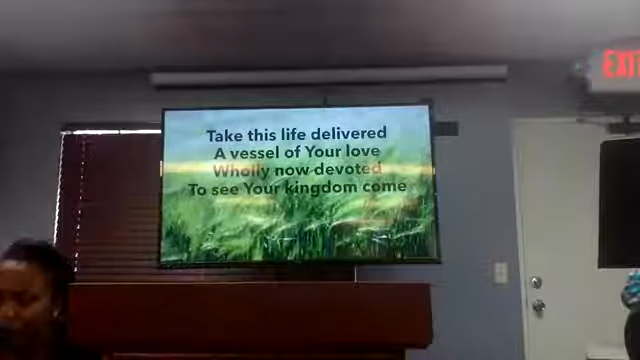 Take this life delivered
A vessel of Your love
Wholly now devoted
To see Your kingdom come
EXIT